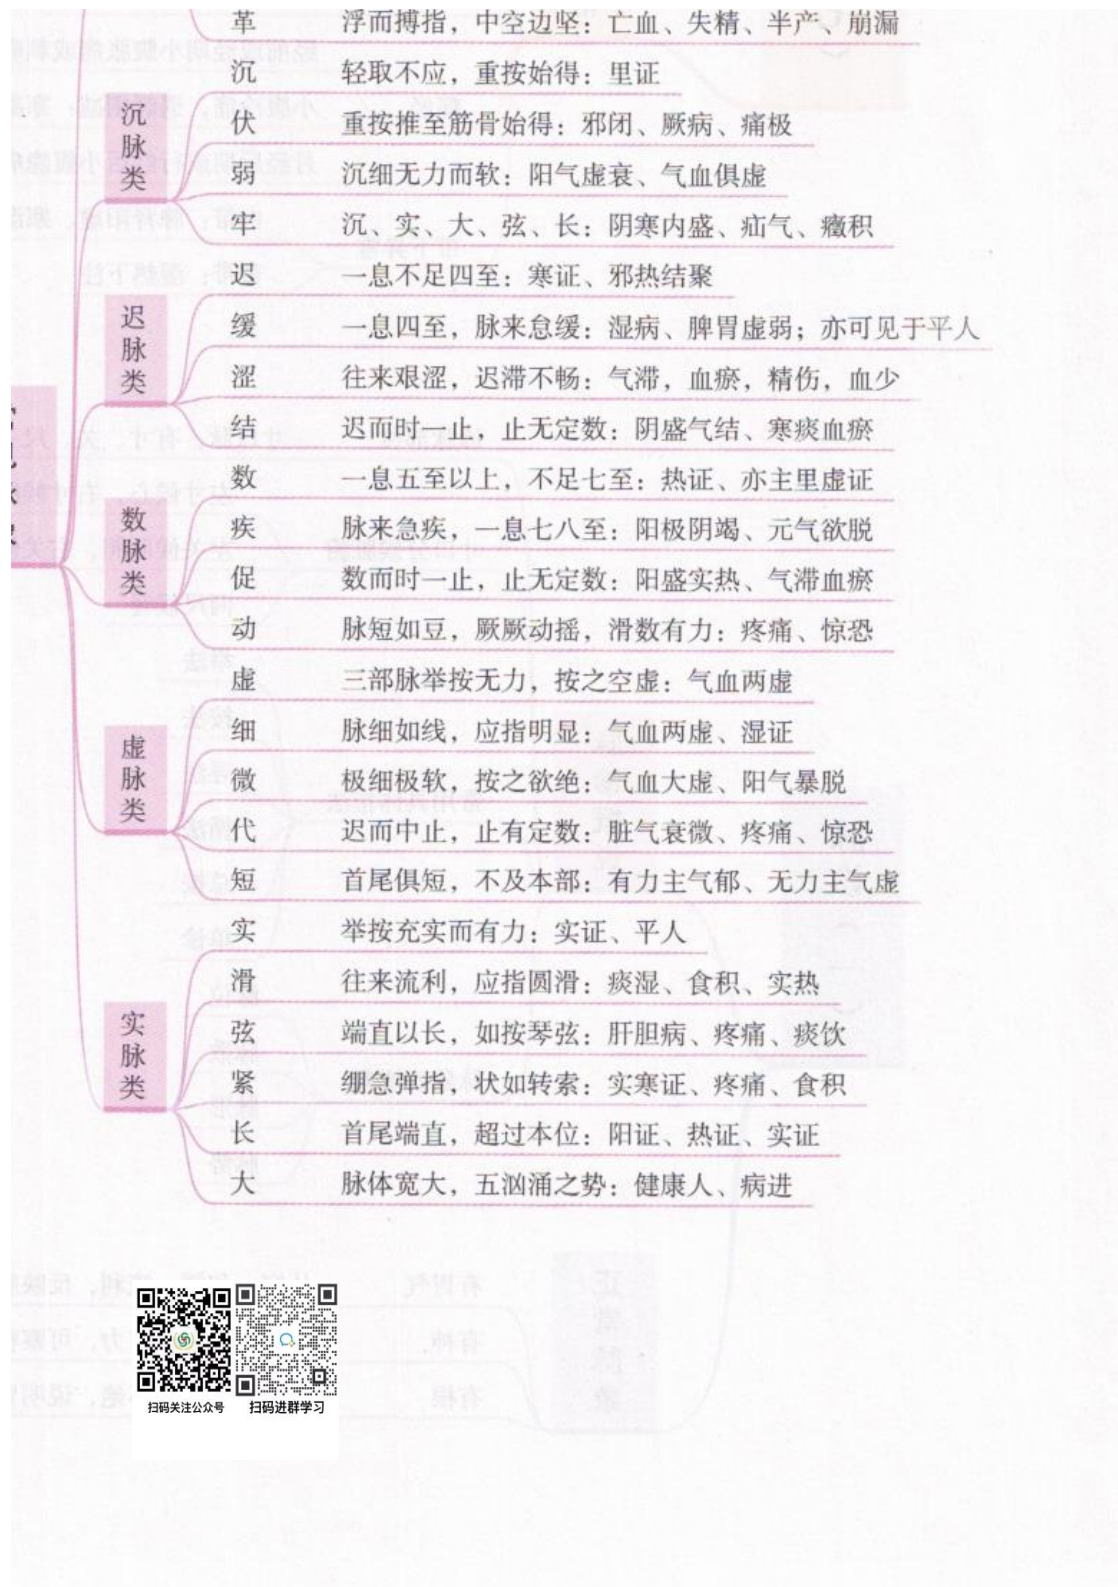 革 浮而搏指，中空边坚：亡血、失精、半产、崩漏
沉脉类
沉 轻取不应，重按始得：里证
伏 重按推至筋骨始得：邪闭、厥病、痛极
弱 沉细无力而软：阳气虚衰、气血俱虚
牢 沉、实、大、弦、长：阴寒内盛、疝气、癥积
迟脉类
迟 一息不足四至：寒证、邪热结聚
缓 一息四至，脉来怠缓：湿病、脾胃虚弱；亦可见于平人
涩 往来艰涩，迟滞不畅：气滞，血瘀，精伤，血少
结 迟而时一止，止无定数：阴盛气结、寒痰血瘀
数脉类
数 一息五至以上，不足七至：热证、亦主里虚证
疾 脉来急疾，一息七八至：阳极阴竭、元气欲脱
促 数而时一止，止无定数：阳盛实热、气滞血瘀
动 脉短如豆，厥厥动摇，滑数有力：疼痛、惊恐
虚脉类
虚 三部脉举按无力，按之空虚：气血两虚
细 脉细如线，应指明显：气血两虚、湿证
微 极细极软，按之欲绝：气血大虚、阳气暴脱
代 迟而中止，止有定数：脏气衰微、疼痛、惊恐
短 首尾俱短，不及本部：有力主气郁、无力主气虚
实脉类
实 举按充实而有力：实证、平人
滑 往来流利，应指圆滑：痰湿、食积、实热
弦 端直以长，如按琴弦：肝胆病、疼痛、痰饮
紧 绷急弹指，状如转索：实寒证、疼痛、食积
长 首尾端直，超过本位：阳证、热证、实证
大 脉体宽大，五汹涌之势：健康人、病进
扫码关注公众号 扫码进群学习